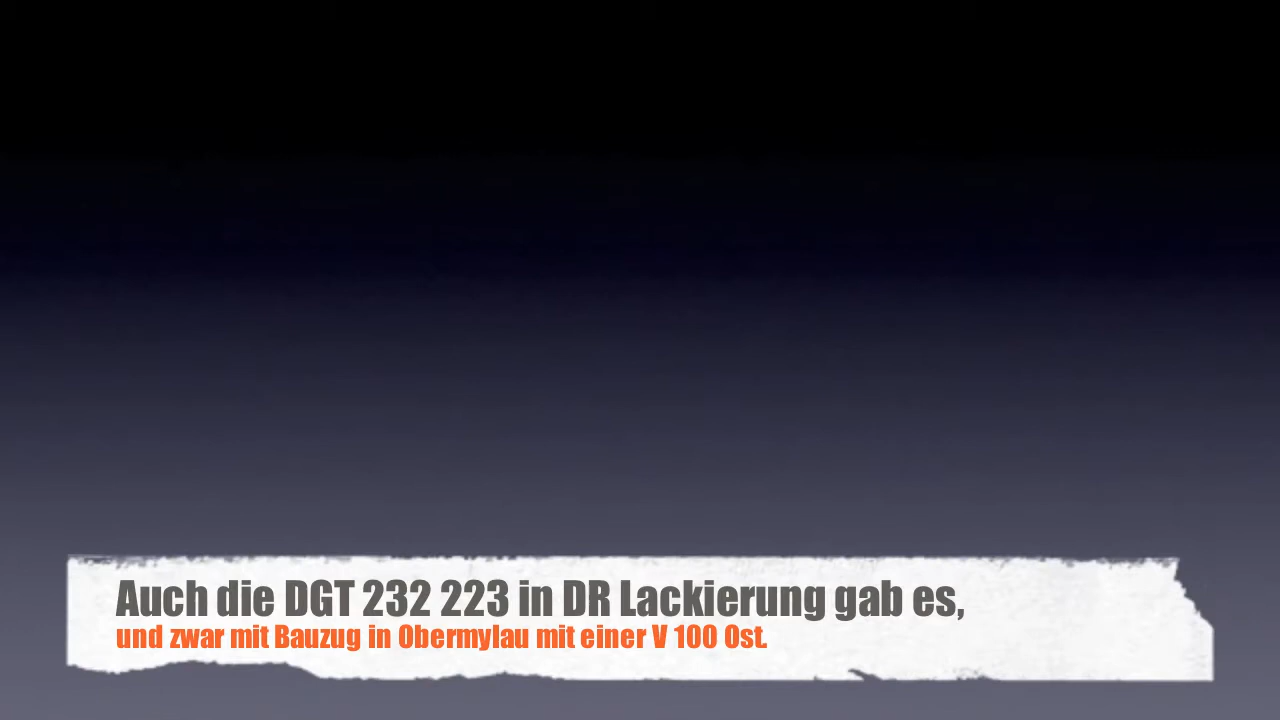 Auch die DGT 232 223 in DR Lackierung gab es,
und zwar mit Bauzug in Obermylau mit einer V 100 Ost.